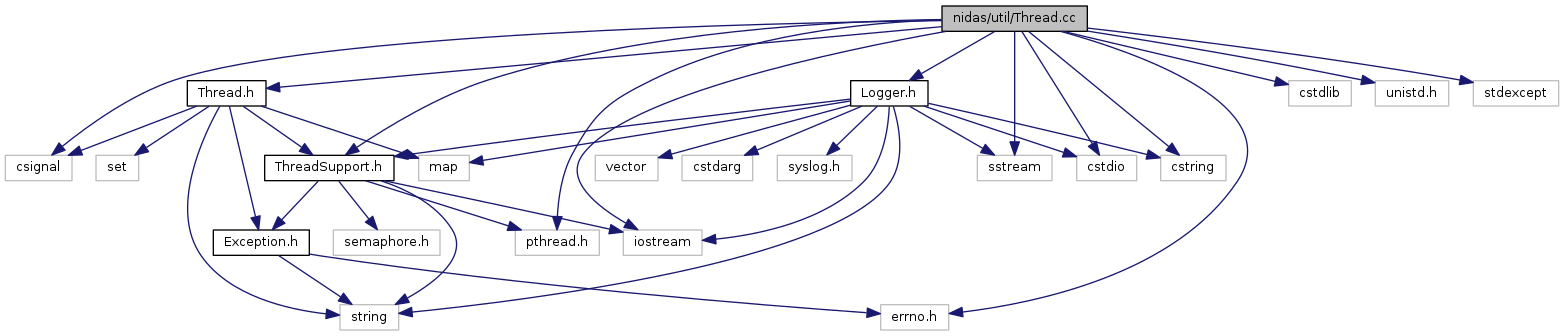 nidas/util/Thread.cc
Thread.h
Logger.h
cstdlib
unistd.h
stdexcept
csignal
set
ThreadSupport.h
map
vector
cstdarg
syslog.h
sstream
cstdio
cstring
Exception.h
semaphore.h
pthread.h
iostream
string
errno.h